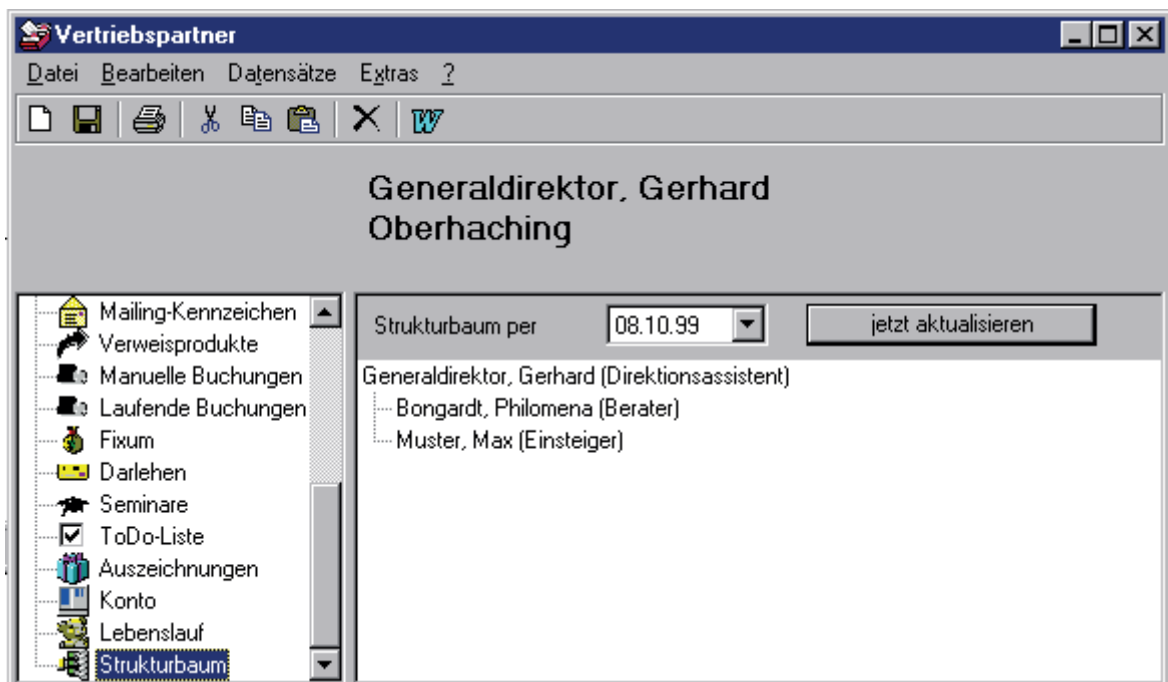 Vertriebspartner
Datei Bearbeiten Datensätze Extras ?
W
Generaldirektor, Gerhard
Oberhaching
Mailing-Kennzeichen
Verweisprodukte
Manuelle Buchungen
Laufende Buchungen
Fixum
Darlehen
Seminare
ToDo-Liste
Auszeichnungen
Konto
Lebenslauf
Strukturbaum
Strukturbaum per 08.10.99 jetzt aktualisieren
Generaldirektor, Gerhard (Direktionsassistent)
Bongardt, Philomena (Berater)
Muster, Max (Einsteiger)